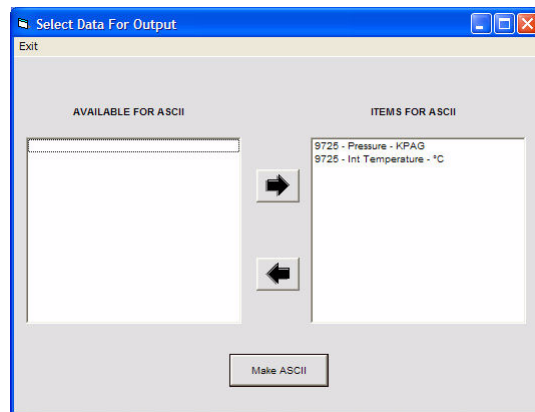 Select Data For Output
Exit
AVAILABLE FOR ASCII
ITEMS FOR ASCII
9725 - Pressure - KPAG
9725 - Int Temperature - °C
Make ASCII